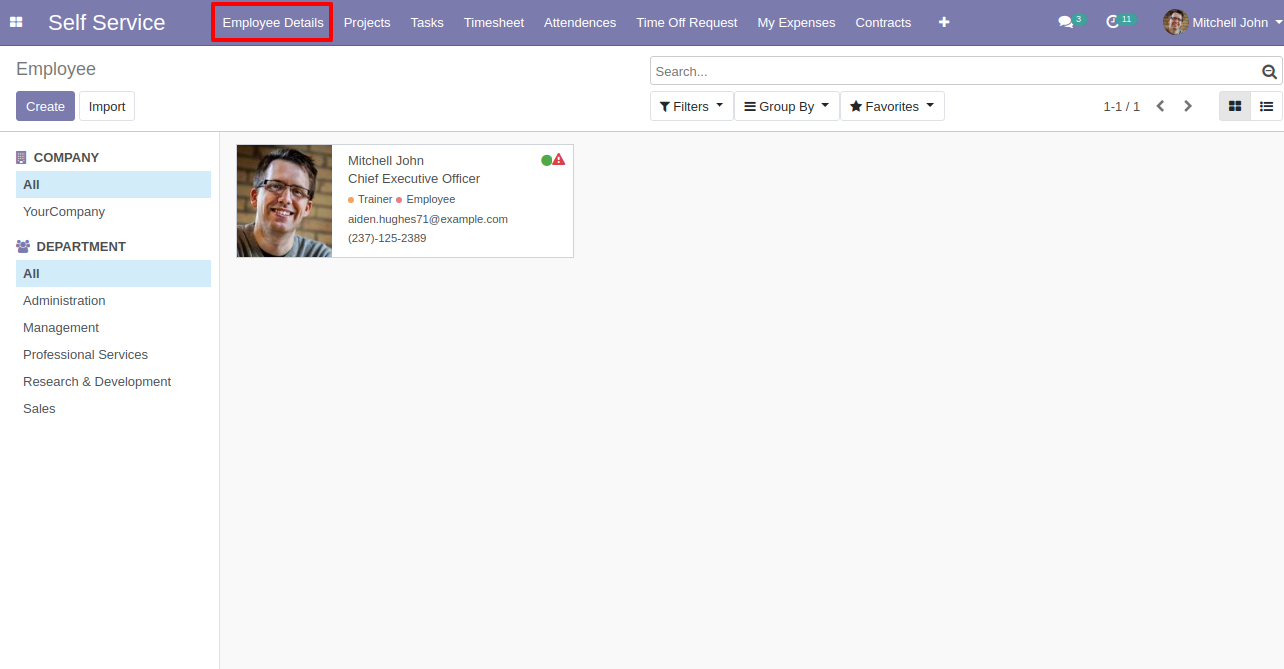 Self Service Employee Details Projects Tasks Timesheet Attendences Time Off Request My Expenses Contracts 3 11 Mitchell John
Employee
Search...
Create Import Filters Group By Favorites 1-1 / 1
COMPANY
All
YourCompany
DEPARTMENT
All
Administration
Management
Professional Services
Research & Development
Sales
Mitchell John
Chief Executive Officer
Trainer Employee
aiden.hughes71@example.com
(237)-125-2389